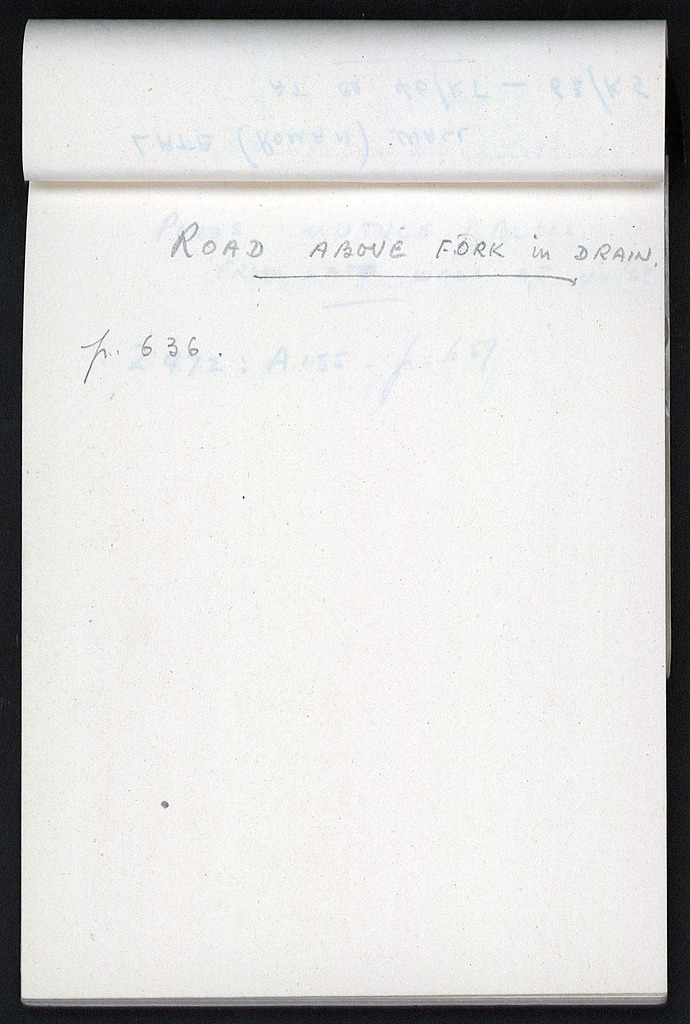 ROAD ABOVE FORK in DRAIN.
p. 636.